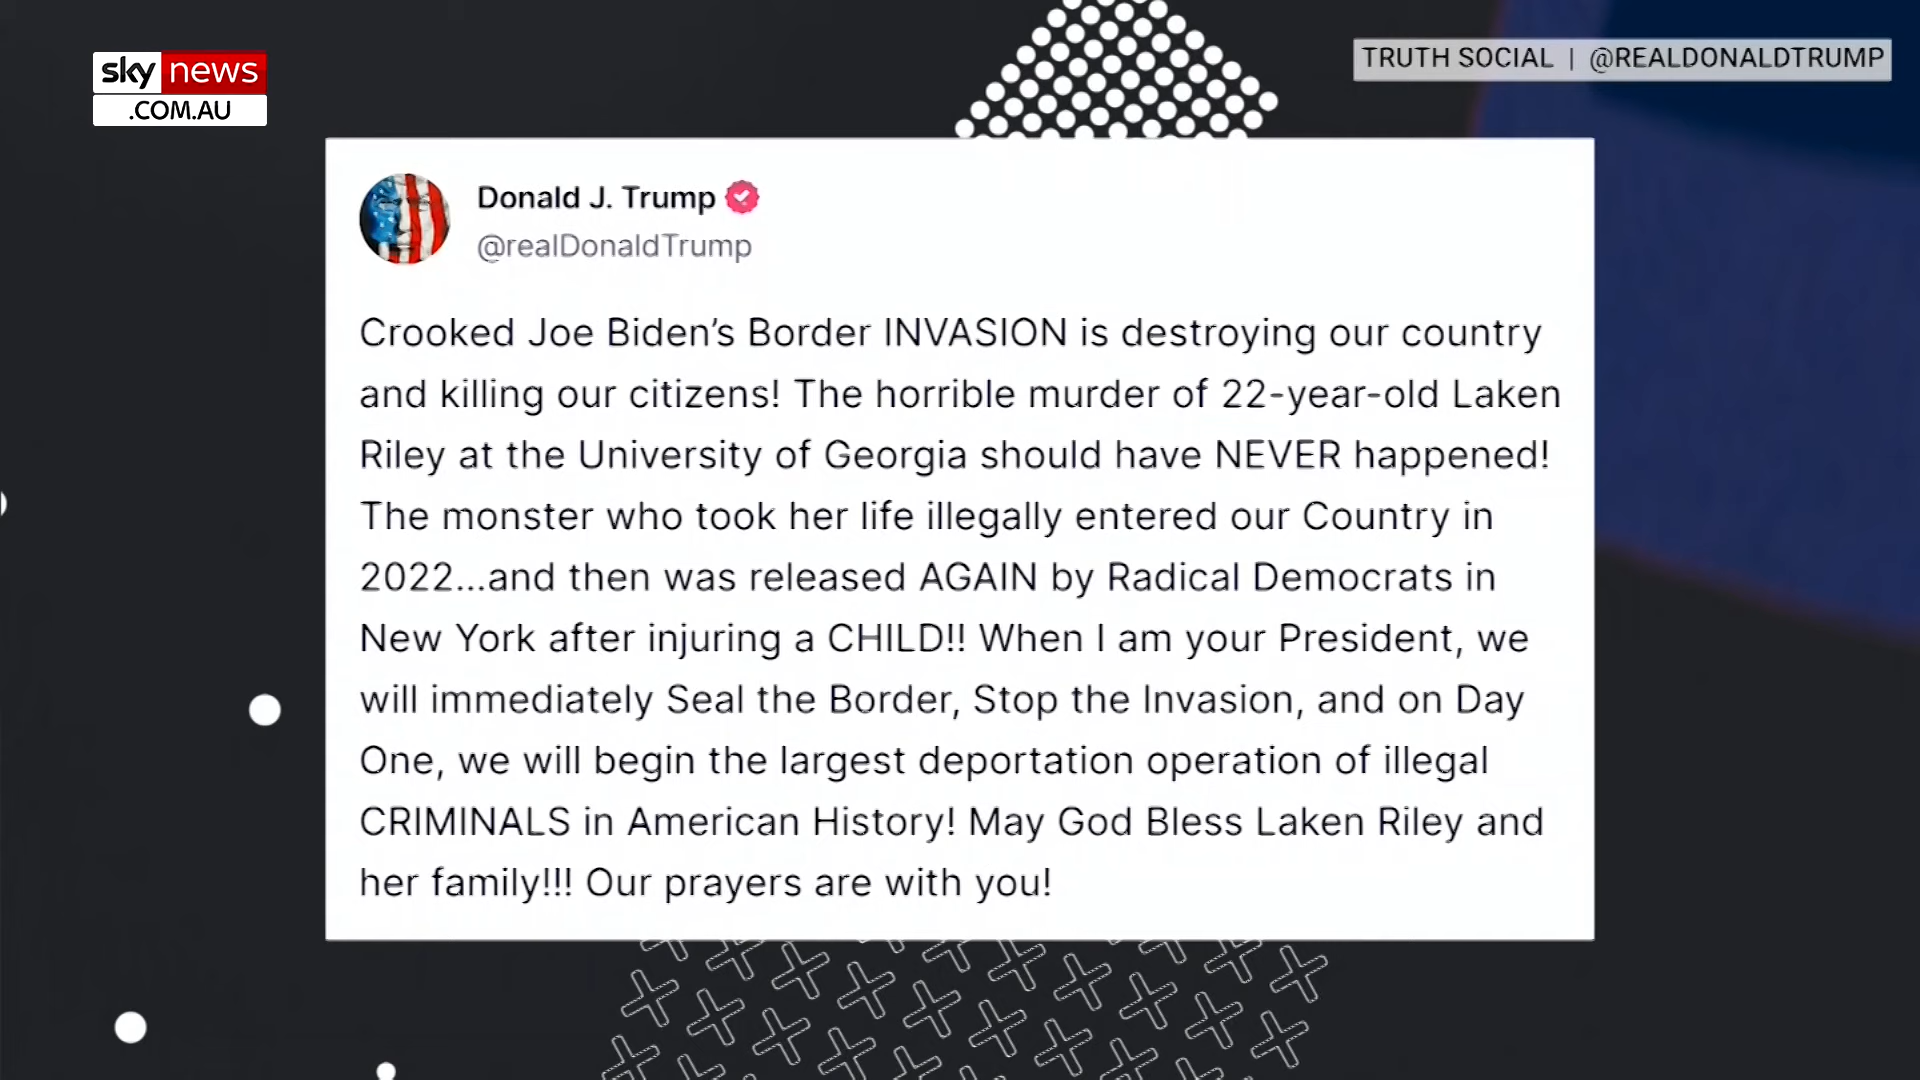 sky news
.COM.AU
TRUTH SOCIAL | @REALDONALDTRUMP
Donald J. Trump
@realDonaldTrump
Crooked Joe Biden’s Border INVASION is destroying our country
and killing our citizens! The horrible murder of 22-year-old Laken
Riley at the University of Georgia should have NEVER happened!
The monster who took her life illegally entered our Country in
2022...and then was released AGAIN by Radical Democrats in
New York after injuring a CHILD!! When I am your President, we
will immediately Seal the Border, Stop the Invasion, and on Day
One, we will begin the largest deportation operation of illegal
CRIMINALS in American History! May God Bless Laken Riley and
her family!!! Our prayers are with you!